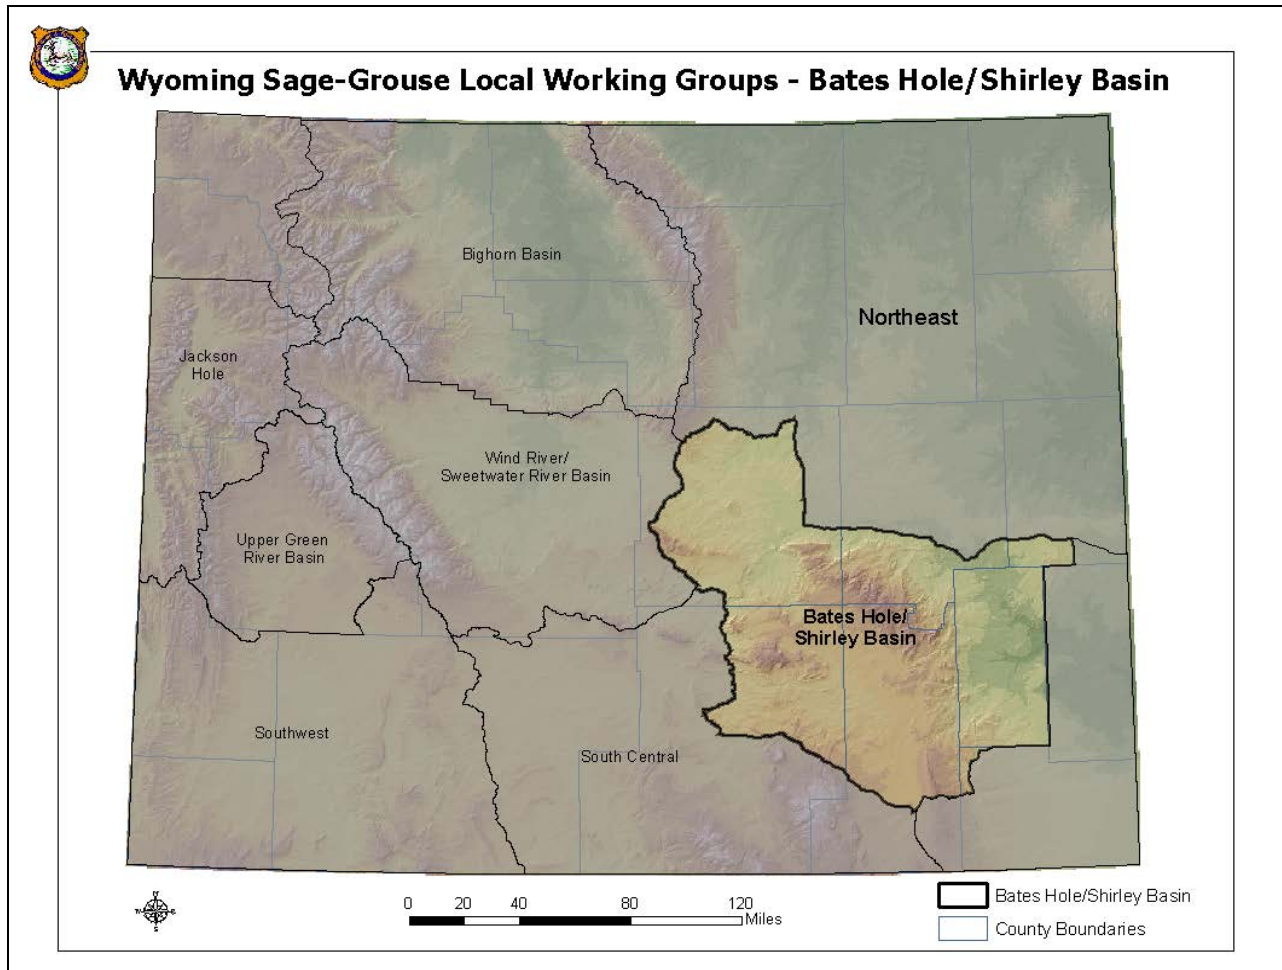 Wyoming Sage-Grouse Local Working Groups - Bates Hole/Shirley Basin
Bighorn Basin
Northeast
Jackson
Hole
Wind River/
Sweetwater River Basin
Upper Green
River Basin
Bates Hole/
Shirley Basin
Southwest
South Central
0 20 40 80 120
Miles
Bates Hole/Shirley Basin
County Boundaries